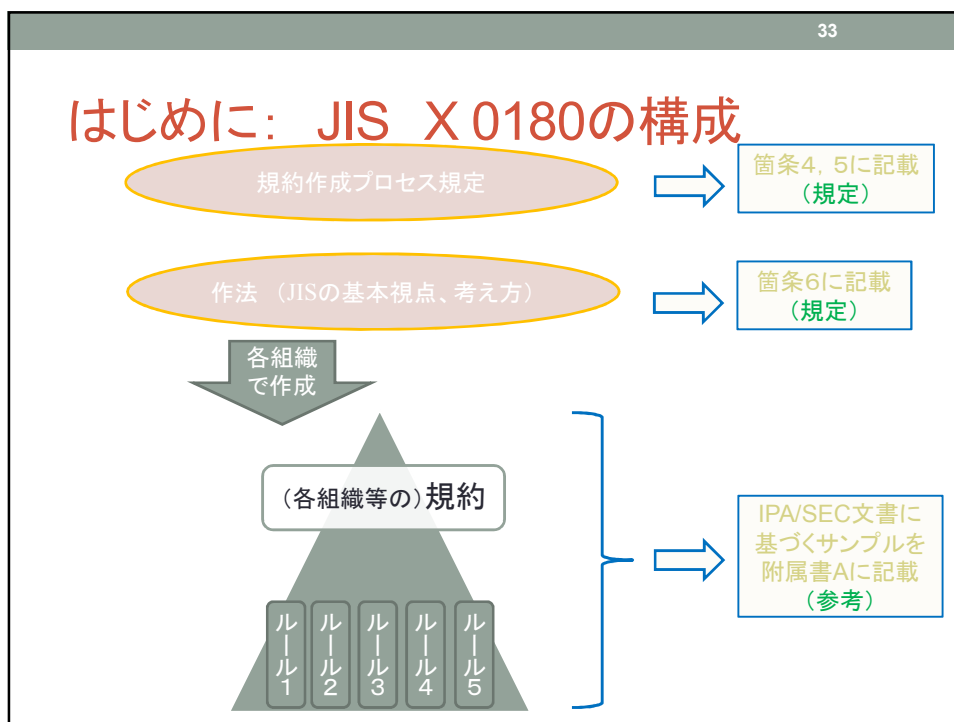 33
はじめに： JIS X 0180の構成
規約作成プロセス規定
箇条４，５に記載
（規定）
作法 （JISの基本視点、考え方）
箇条６に記載
（規定）
各組織
で作成
（各組織等の）規約
IPA/SEC文書に
基づくサンプルを
附属書Aに記載
（参考）
ルール１
ルール２
ルール３
ルール４
ルール５